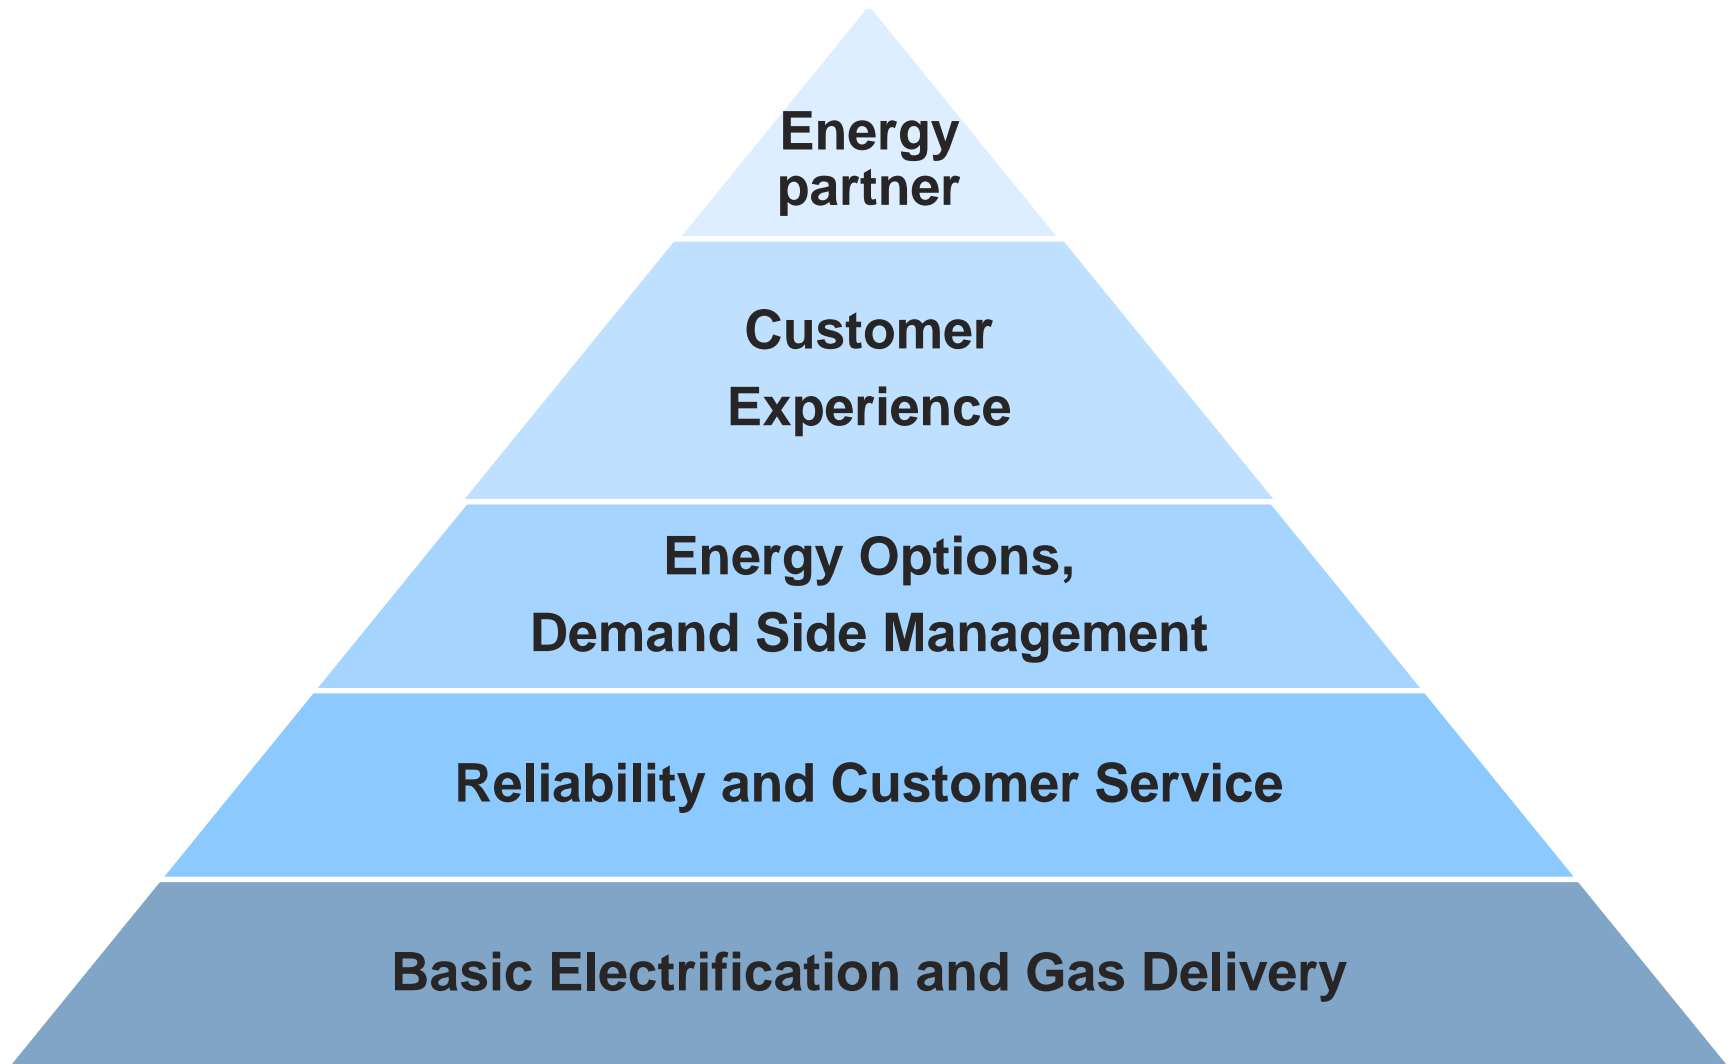 Energy
partner
Customer
Experience
Energy Options,
Demand Side Management
Reliability and Customer Service
Basic Electrification and Gas Delivery